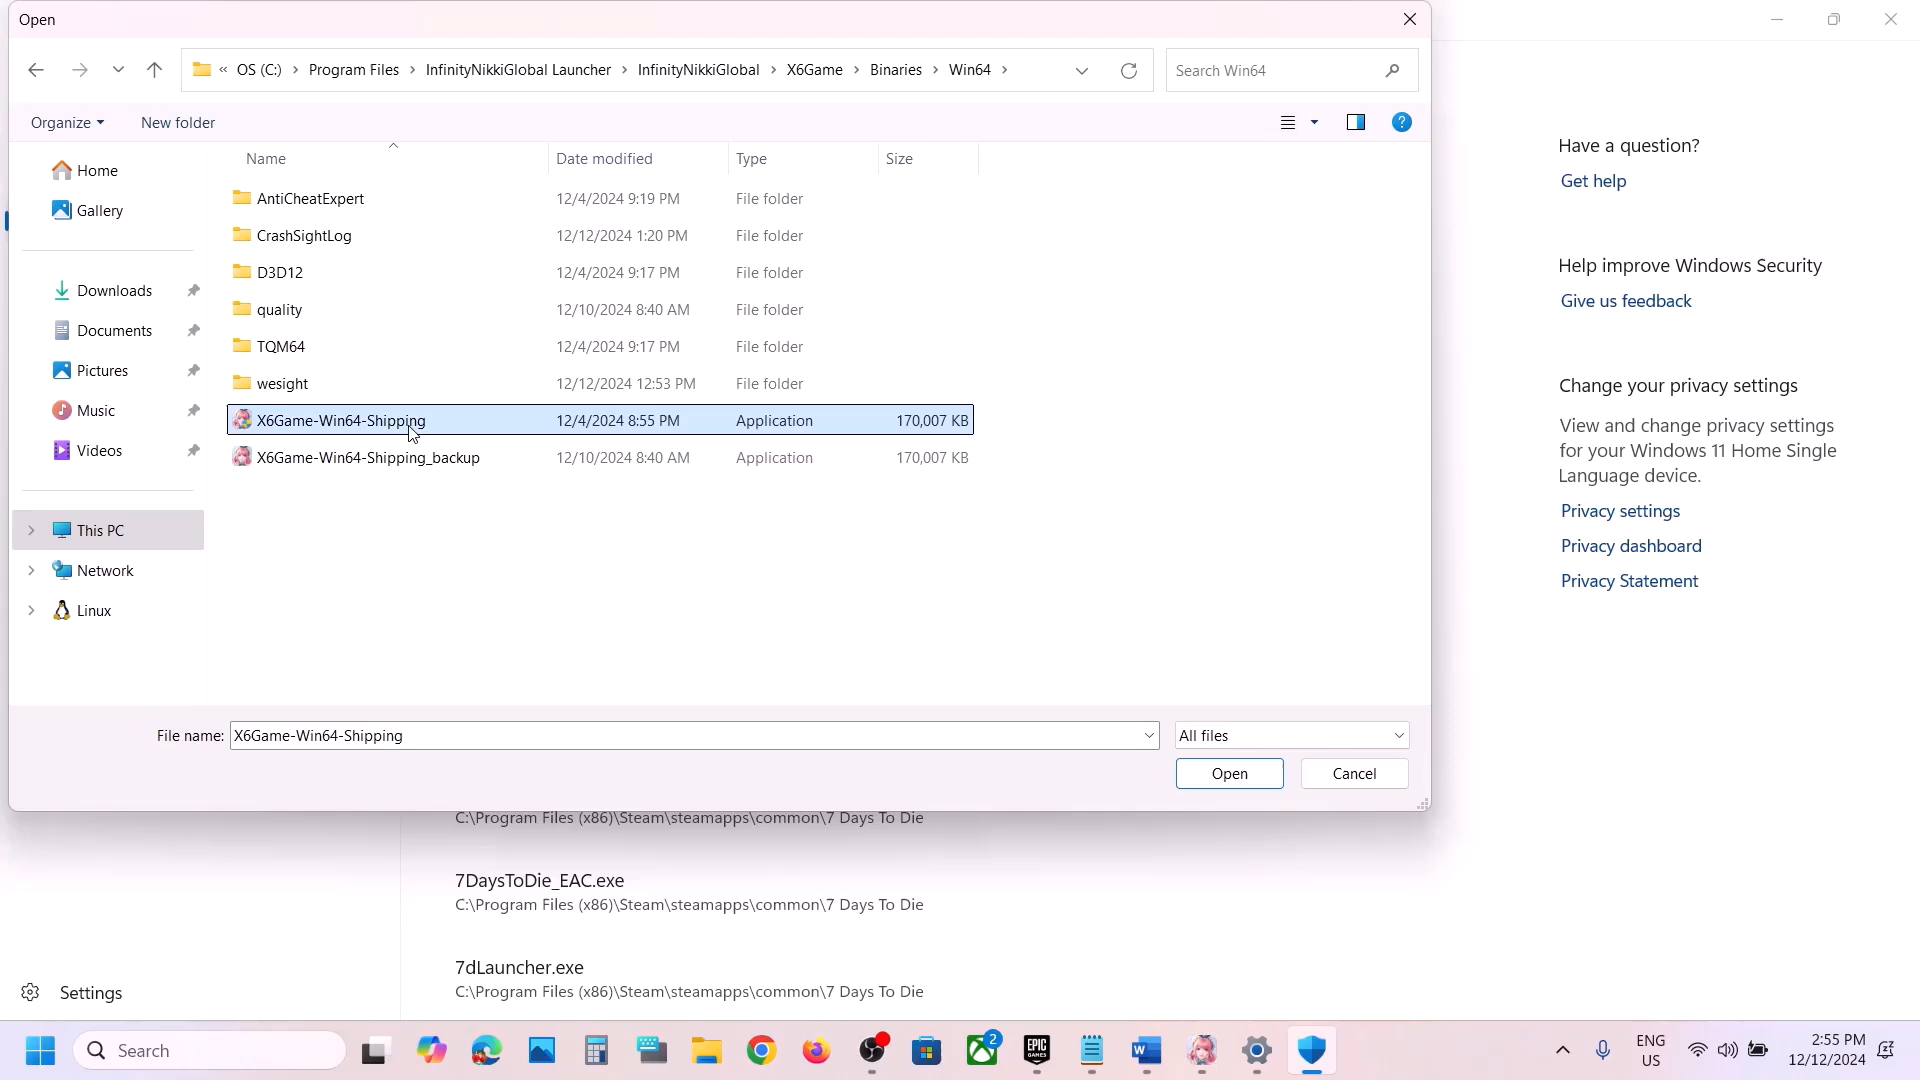 Open
« OS (C:) › Program Files › InfinityNikkiGlobal Launcher › InfinityNikkiGlobal › X6Game › Binaries › Win64 ›
Search Win64
Organize
New folder
Home
Gallery
Downloads
Documents
Pictures
Music
Videos
This PC
Network
Linux
Name Date modified Type Size
AntiCheatExpert 12/4/2024 9:19 PM File folder
CrashSightLog 12/12/2024 1:20 PM File folder
D3D12 12/4/2024 9:17 PM File folder
quality 12/10/2024 8:40 AM File folder
TQM64 12/4/2024 9:17 PM File folder
wesight 12/12/2024 12:53 PM File folder
X6Game-Win64-Shipping 12/4/2024 8:55 PM Application 170,007 KB
X6Game-Win64-Shipping_backup 12/10/2024 8:40 AM Application 170,007 KB
File name: X6Game-Win64-Shipping
All files
Open
Cancel
Have a question?
Get help
Help improve Windows Security
Give us feedback
Change your privacy settings
View and change privacy settings
for your Windows 11 Home Single
Language device.
Privacy settings
Privacy dashboard
Privacy Statement
C:\Program Files (x86)\Steam\steamapps\common\7 Days To Die
7DaysToDie_EAC.exe
C:\Program Files (x86)\Steam\steamapps\common\7 Days To Die
7dLauncher.exe
C:\Program Files (x86)\Steam\steamapps\common\7 Days To Die
Settings
Search
2
EPIC
GAMES
W
ENG
US
2:55 PM
12/12/2024